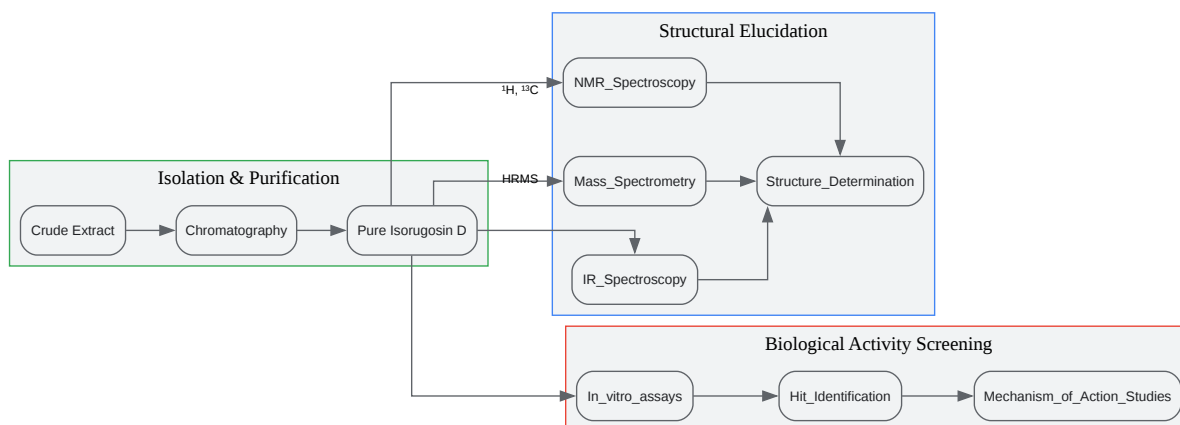 Structural Elucidation
NMR_Spectroscopy
¹H, ¹³C
Isolation & Purification
HRMS
Mass_Spectrometry
Structure_Determination
Crude Extract
Chromatography
Pure Isorugosin D
IR_Spectroscopy
Biological Activity Screening
In_vitro_assays
Hit_Identification
Mechanism_of_Action_Studies